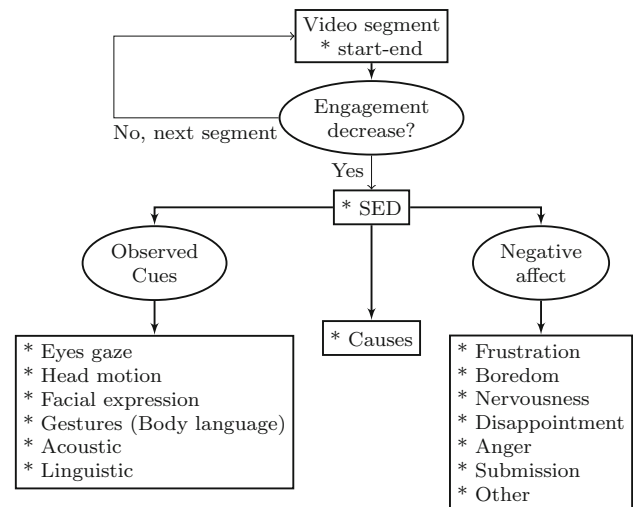 Video segment
* start-end
Engagement
decrease?
No, next segment
Yes
* SED
Observed
Cues
Negative
affect
* Causes
* Eyes gaze
* Head motion
* Facial expression
* Gestures (Body language)
* Acoustic
* Linguistic
* Frustration
* Boredom
* Nervousness
* Disappointment
* Anger
* Submission
* Other